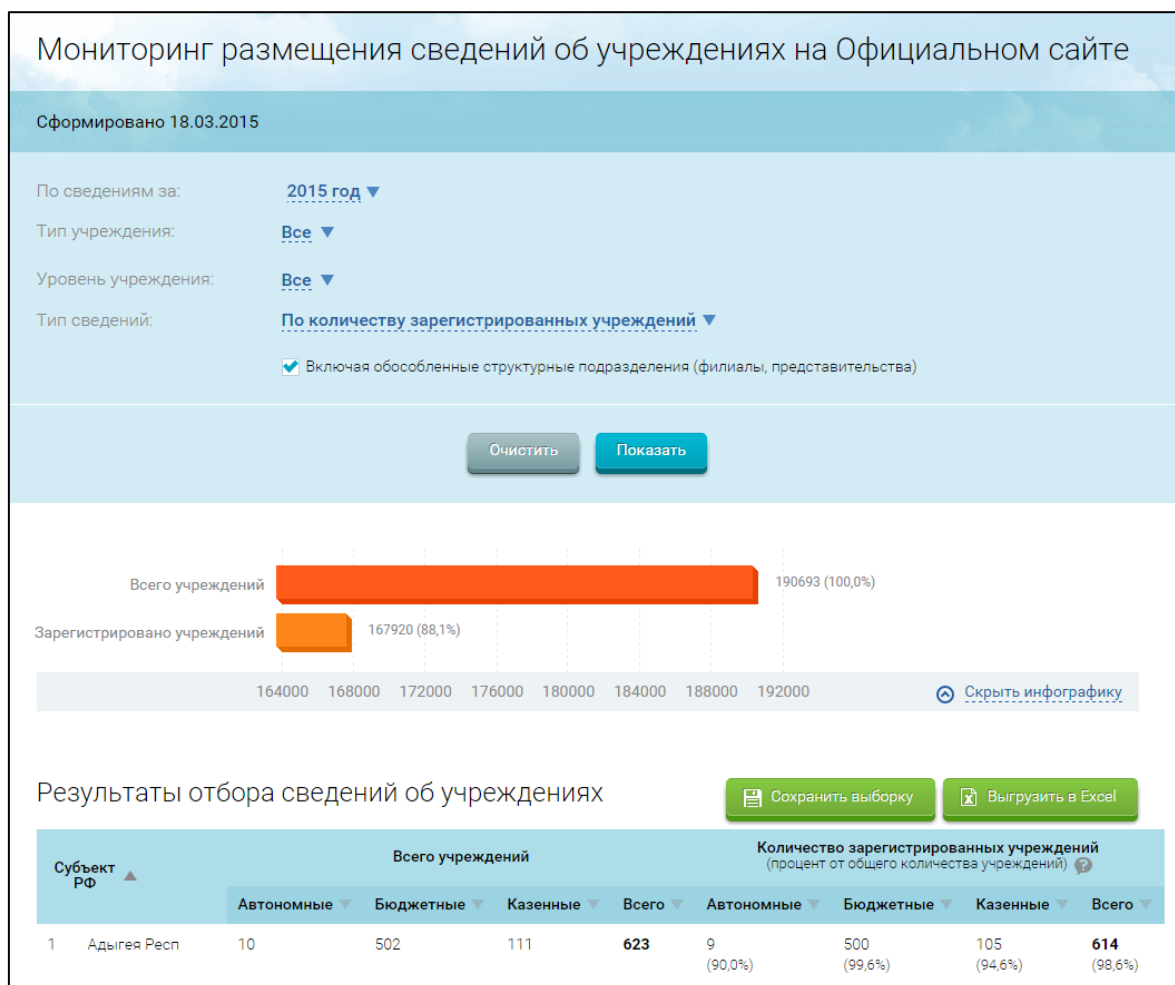 Мониторинг размещения сведений об учреждениях на Официальном сайте
Сформировано 18.03.2015
По сведениям за: 2015 год
Тип учреждения: Все
Уровень учреждения: Все
Тип сведений: По количеству зарегистрированных учреждений
Включая обособленные структурные подразделения (филиалы, представительства)
Очистить Показать
Всего учреждений 190693 (100,0%)
Зарегистрировано учреждений 167920 (88,1%)
164000 168000 172000 176000 180000 184000 188000 192000 Скрыть инфографику
Результаты отбора сведений об учреждениях Сохранить выборку Выгрузить в Excel
Субъект РФ Всего учреждений Количество зарегистрированных учреждений
(процент от общего количества учреждений) ?
Автономные Бюджетные Казенные Всего Автономные Бюджетные Казенные Всего
1 Адыгея Респ 10 502 111 623 9 500 105 614
(90,0%) (99,6%) (94,6%) (98,6%)